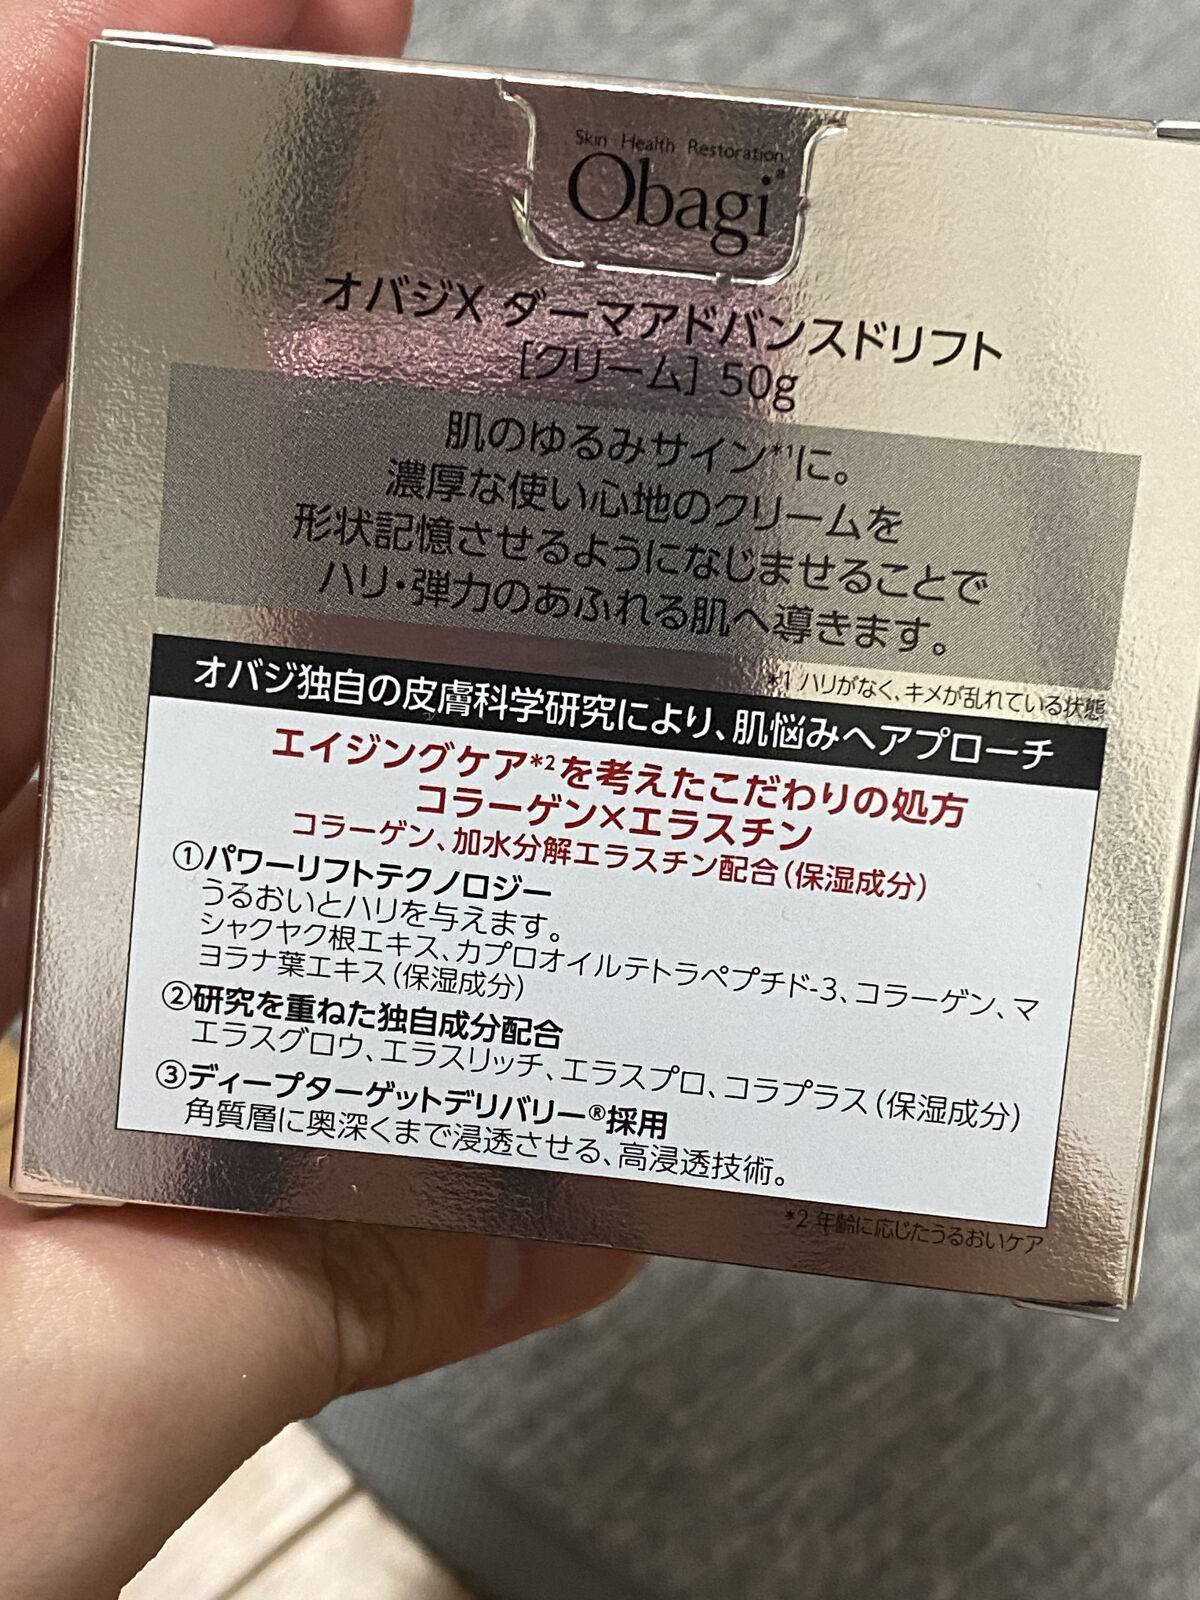 Skin Health Restoration
Obagi®
オバジX ダーマアドバンスドリフト
[クリーム] 50g
肌のゆるみサイン*1に。
濃厚な使い心地のクリームを
形状記憶させるようになじませることで
ハリ・弾力のあふれる肌へ導きます。
*1 ハリがなく、キメが乱れている状態
オバジ独自の皮膚科学研究により、肌悩みへアプローチ
エイジングケア*2を考えたこだわりの処方
コラーゲン×エラスチン
コラーゲン、加水分解エラスチン配合(保湿成分)
①パワーリフトテクノロジー
うるおいとハリを与えます。
シャクヤク根エキス、カプロオイルテトラペプチド-3、コラーゲン、マ
ヨラナ葉エキス(保湿成分)
②研究を重ねた独自成分配合
エラスグロウ、エラスリッチ、エラスプロ、コラプラス(保湿成分)
③ディープターゲットデリバリー®採用
角質層に奥深くまで浸透させる、高浸透技術。
*2 年齢に応じたうるおいケア